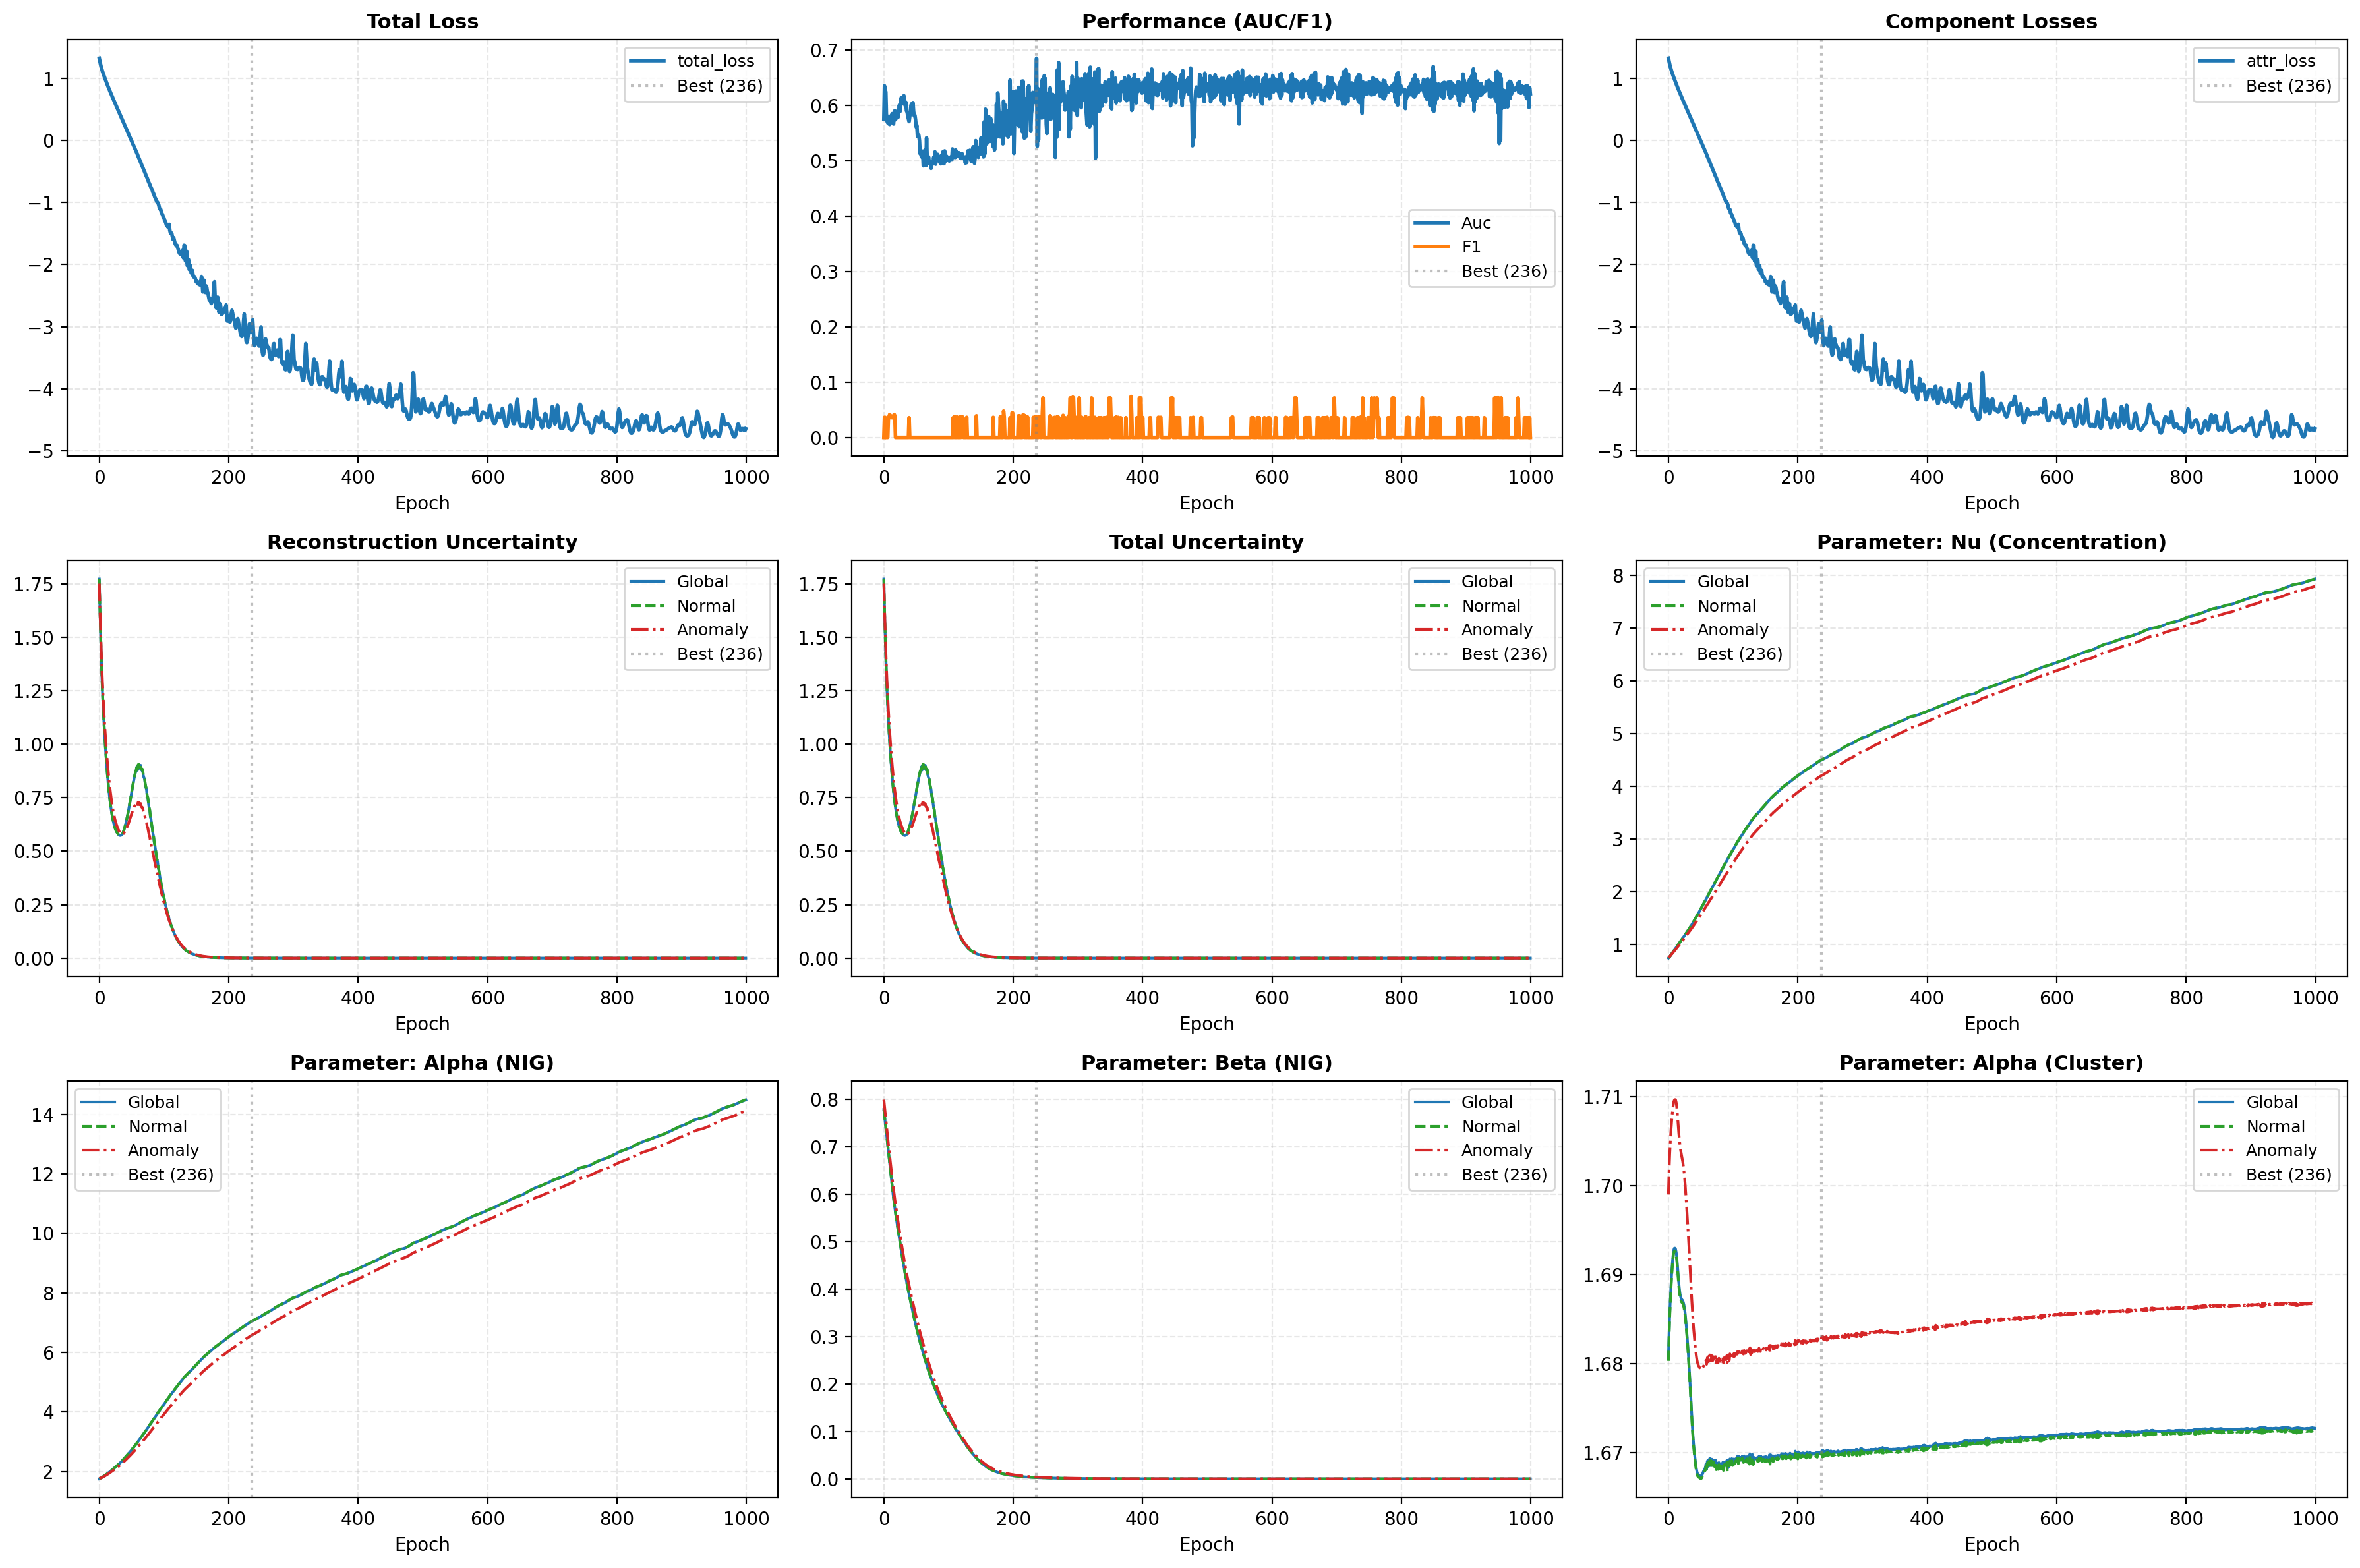 Total Loss
1
0
−1
−2
−3
−4
−5
0 200 400 600 800 1000
Epoch
total_loss
Best (236)
Performance (AUC/F1)
0.7
0.6
0.5
0.4
0.3
0.2
0.1
0.0
0 200 400 600 800 1000
Epoch
Auc
F1
Best (236)
Component Losses
1
0
−1
−2
−3
−4
−5
0 200 400 600 800 1000
Epoch
attr_loss
Best (236)
Reconstruction Uncertainty
1.75
1.50
1.25
1.00
0.75
0.50
0.25
0.00
0 200 400 600 800 1000
Epoch
Global
Normal
Anomaly
Best (236)
Total Uncertainty
1.75
1.50
1.25
1.00
0.75
0.50
0.25
0.00
0 200 400 600 800 1000
Epoch
Global
Normal
Anomaly
Best (236)
Parameter: Nu (Concentration)
8
7
6
5
4
3
2
1
0 200 400 600 800 1000
Epoch
Global
Normal
Anomaly
Best (236)
Parameter: Alpha (NIG)
14
12
10
8
6
4
2
0 200 400 600 800 1000
Epoch
Global
Normal
Anomaly
Best (236)
Parameter: Beta (NIG)
0.8
0.7
0.6
0.5
0.4
0.3
0.2
0.1
0.0
0 200 400 600 800 1000
Epoch
Global
Normal
Anomaly
Best (236)
Parameter: Alpha (Cluster)
1.71
1.70
1.69
1.68
1.67
0 200 400 600 800 1000
Epoch
Global
Normal
Anomaly
Best (236)